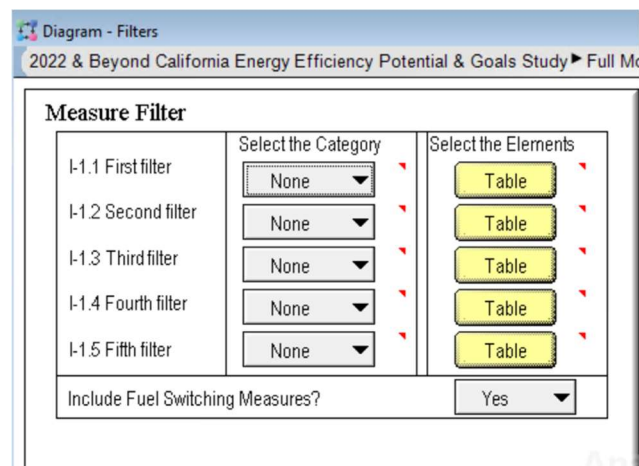 Diagram - Filters
2022 & Beyond California Energy Efficiency Potential & Goals Study ▶ Full Mo
Measure Filter
Select the Category Select the Elements
I-1.1 First filter None Table
I-1.2 Second filter None Table
I-1.3 Third filter None Table
I-1.4 Fourth filter None Table
I-1.5 Fifth filter None Table
Include Fuel Switching Measures? Yes